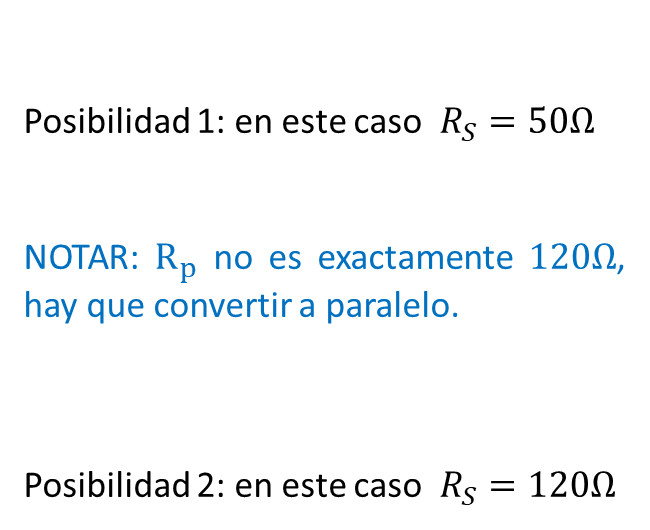 Posibilidad 1: en este caso R_S = 50Ω
NOTAR: R_p no es exactamente 120Ω,
hay que convertir a paralelo.
Posibilidad 2: en este caso R_S = 120Ω